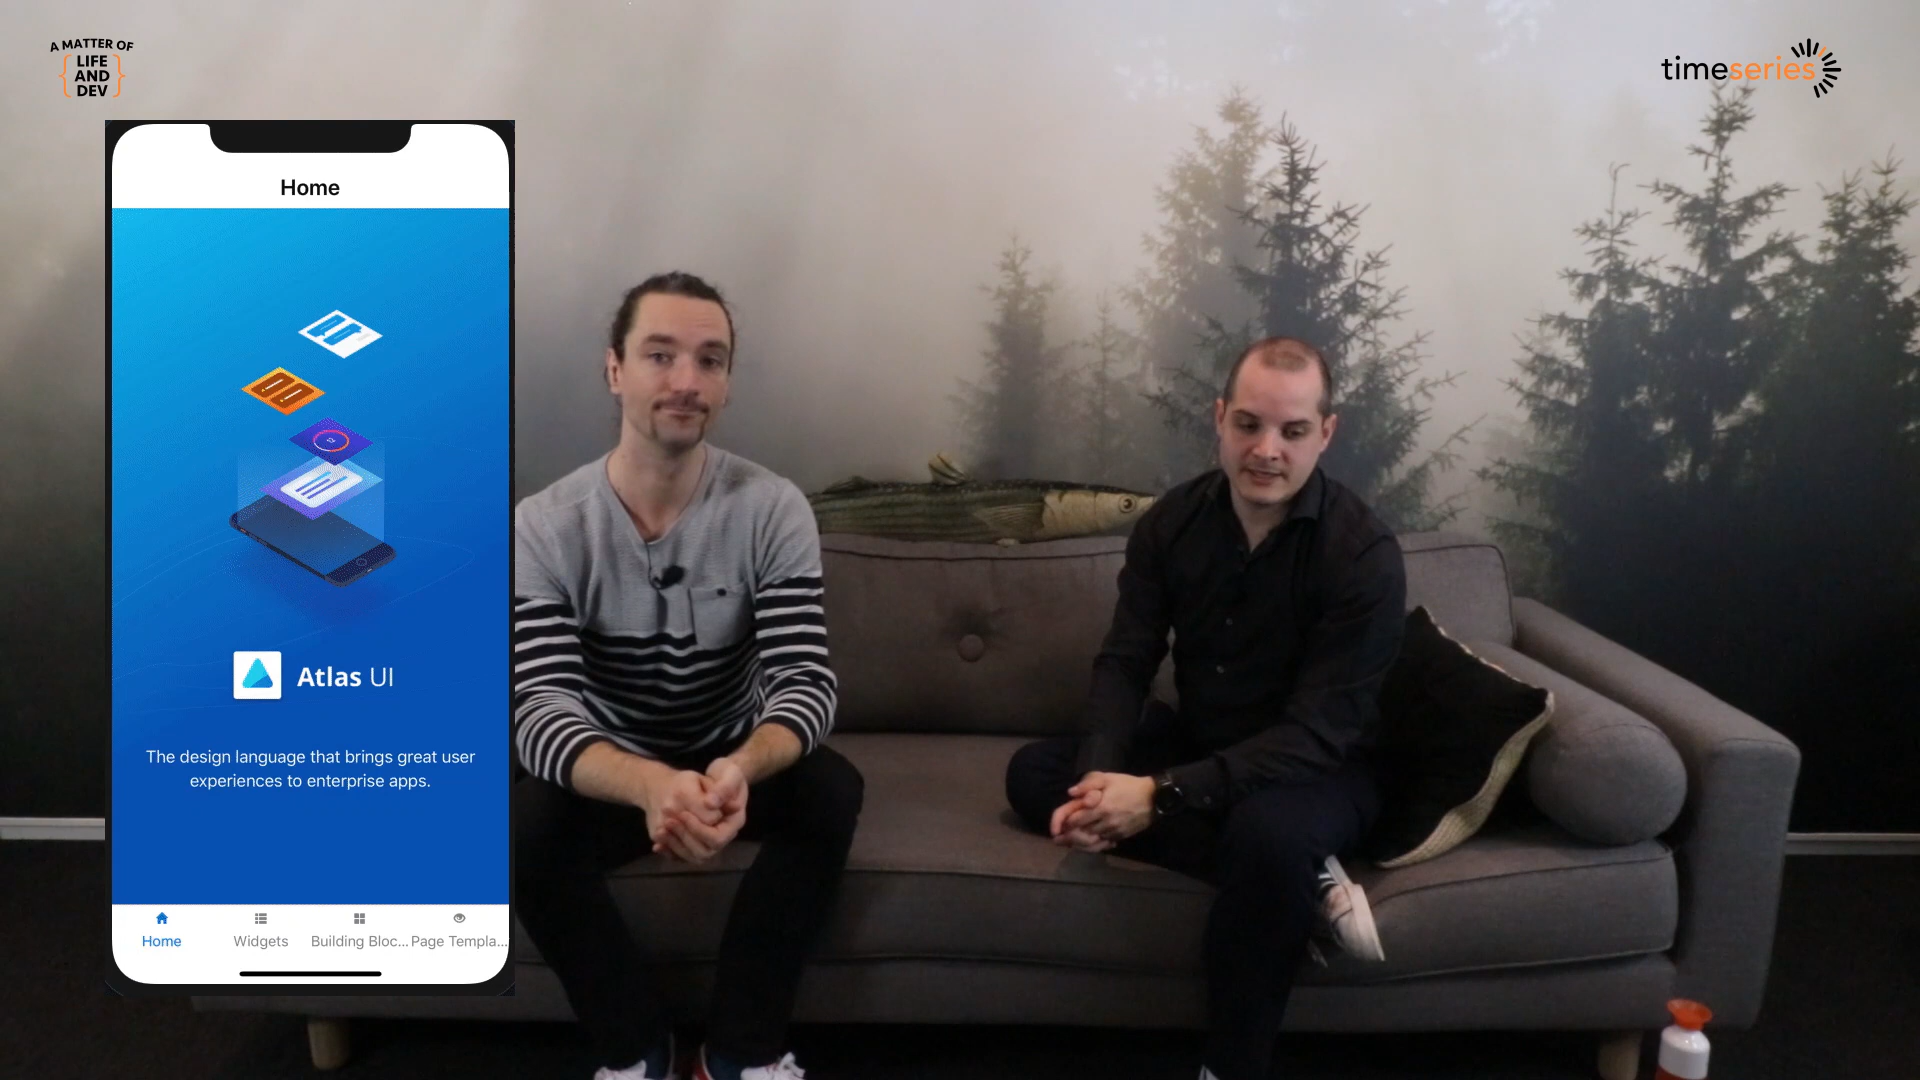 A MATTER OF
LIFE
AND
DEV
timeseries
Home
Atlas UI
The design language that brings great user
experiences to enterprise apps.
Home
Widgets
Building Bloc...
Page Templa...